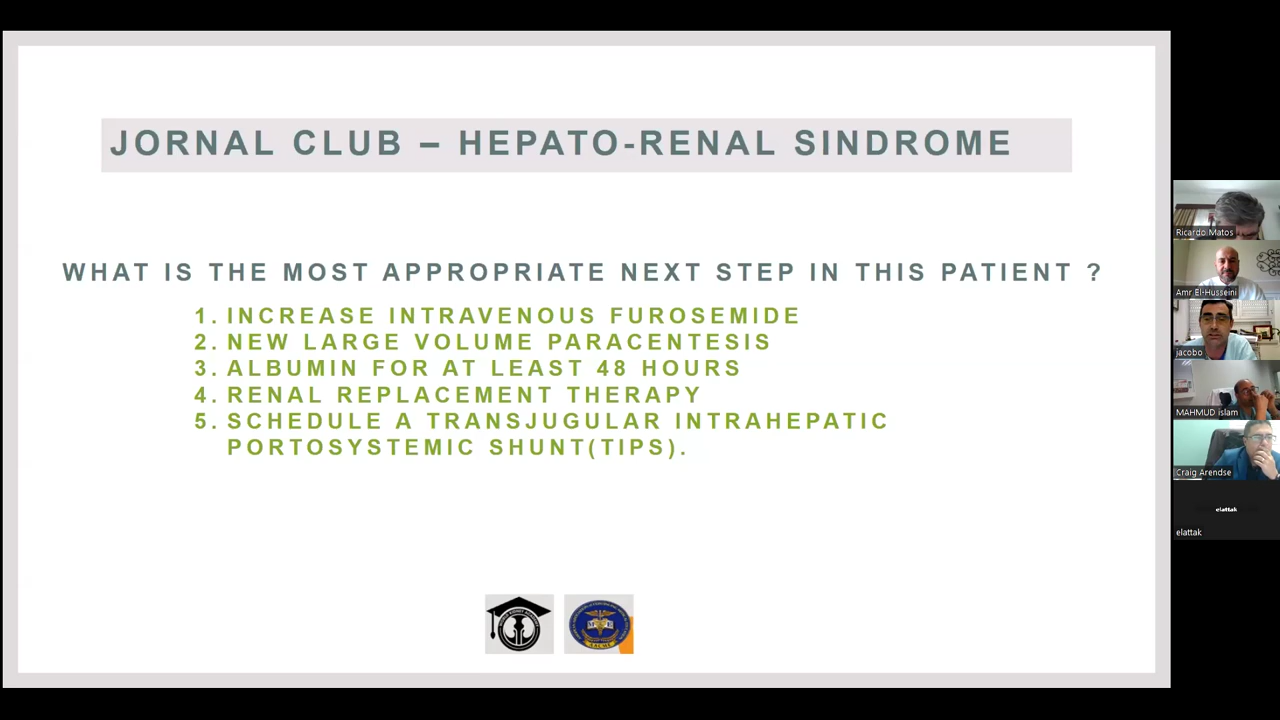 JORNAL CLUB – HEPATO-RENAL SINDROME
WHAT IS THE MOST APPROPRIATE NEXT STEP IN THIS PATIENT ?
1. INCREASE INTRAVENOUS FUROSEMIDE
2. NEW LARGE VOLUME PARACENTESIS
3. ALBUMIN FOR AT LEAST 48 HOURS
4. RENAL REPLACEMENT THERAPY
5. SCHEDULE A TRANSJUGULAR INTRAHEPATIC
PORTOSYSTEMIC SHUNT(TIPS).
Ricardo Matos
Amr El-Husseini
jacobo
MAHMUD islam
Craig Arendse
elattak
elattak